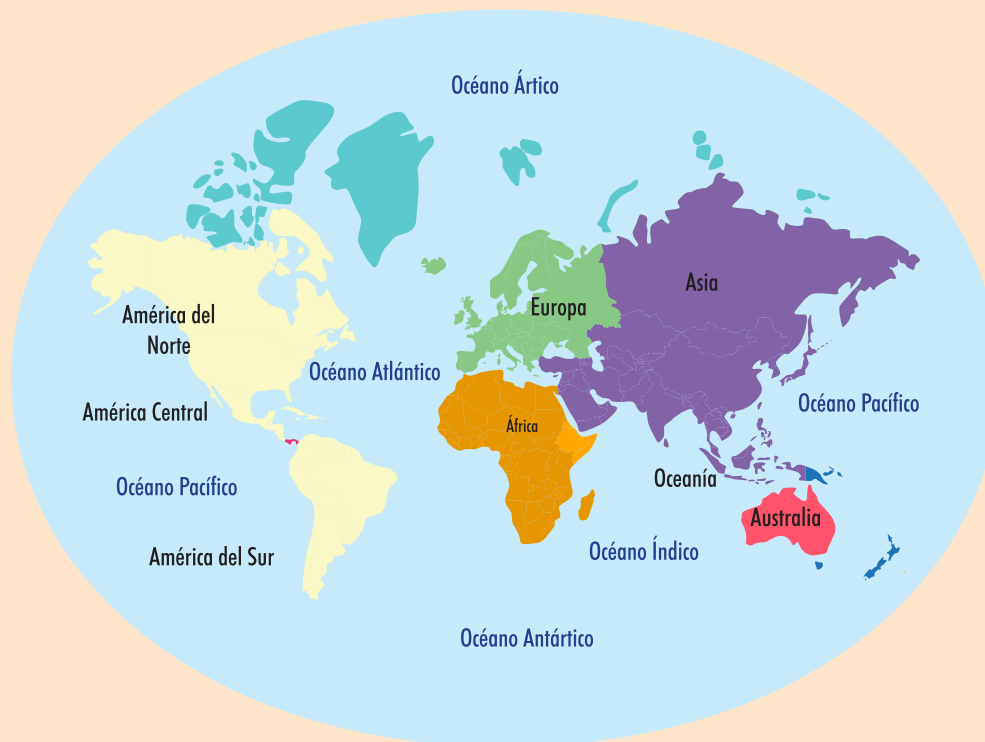 Océano Ártico
Asia
Europa
América del
Norte
Océano Atlántico
Océano Pacífico
América Central
África
Oceanía
Océano Pacífico
Australia
Océano Índico
América del Sur
Océano Antártico